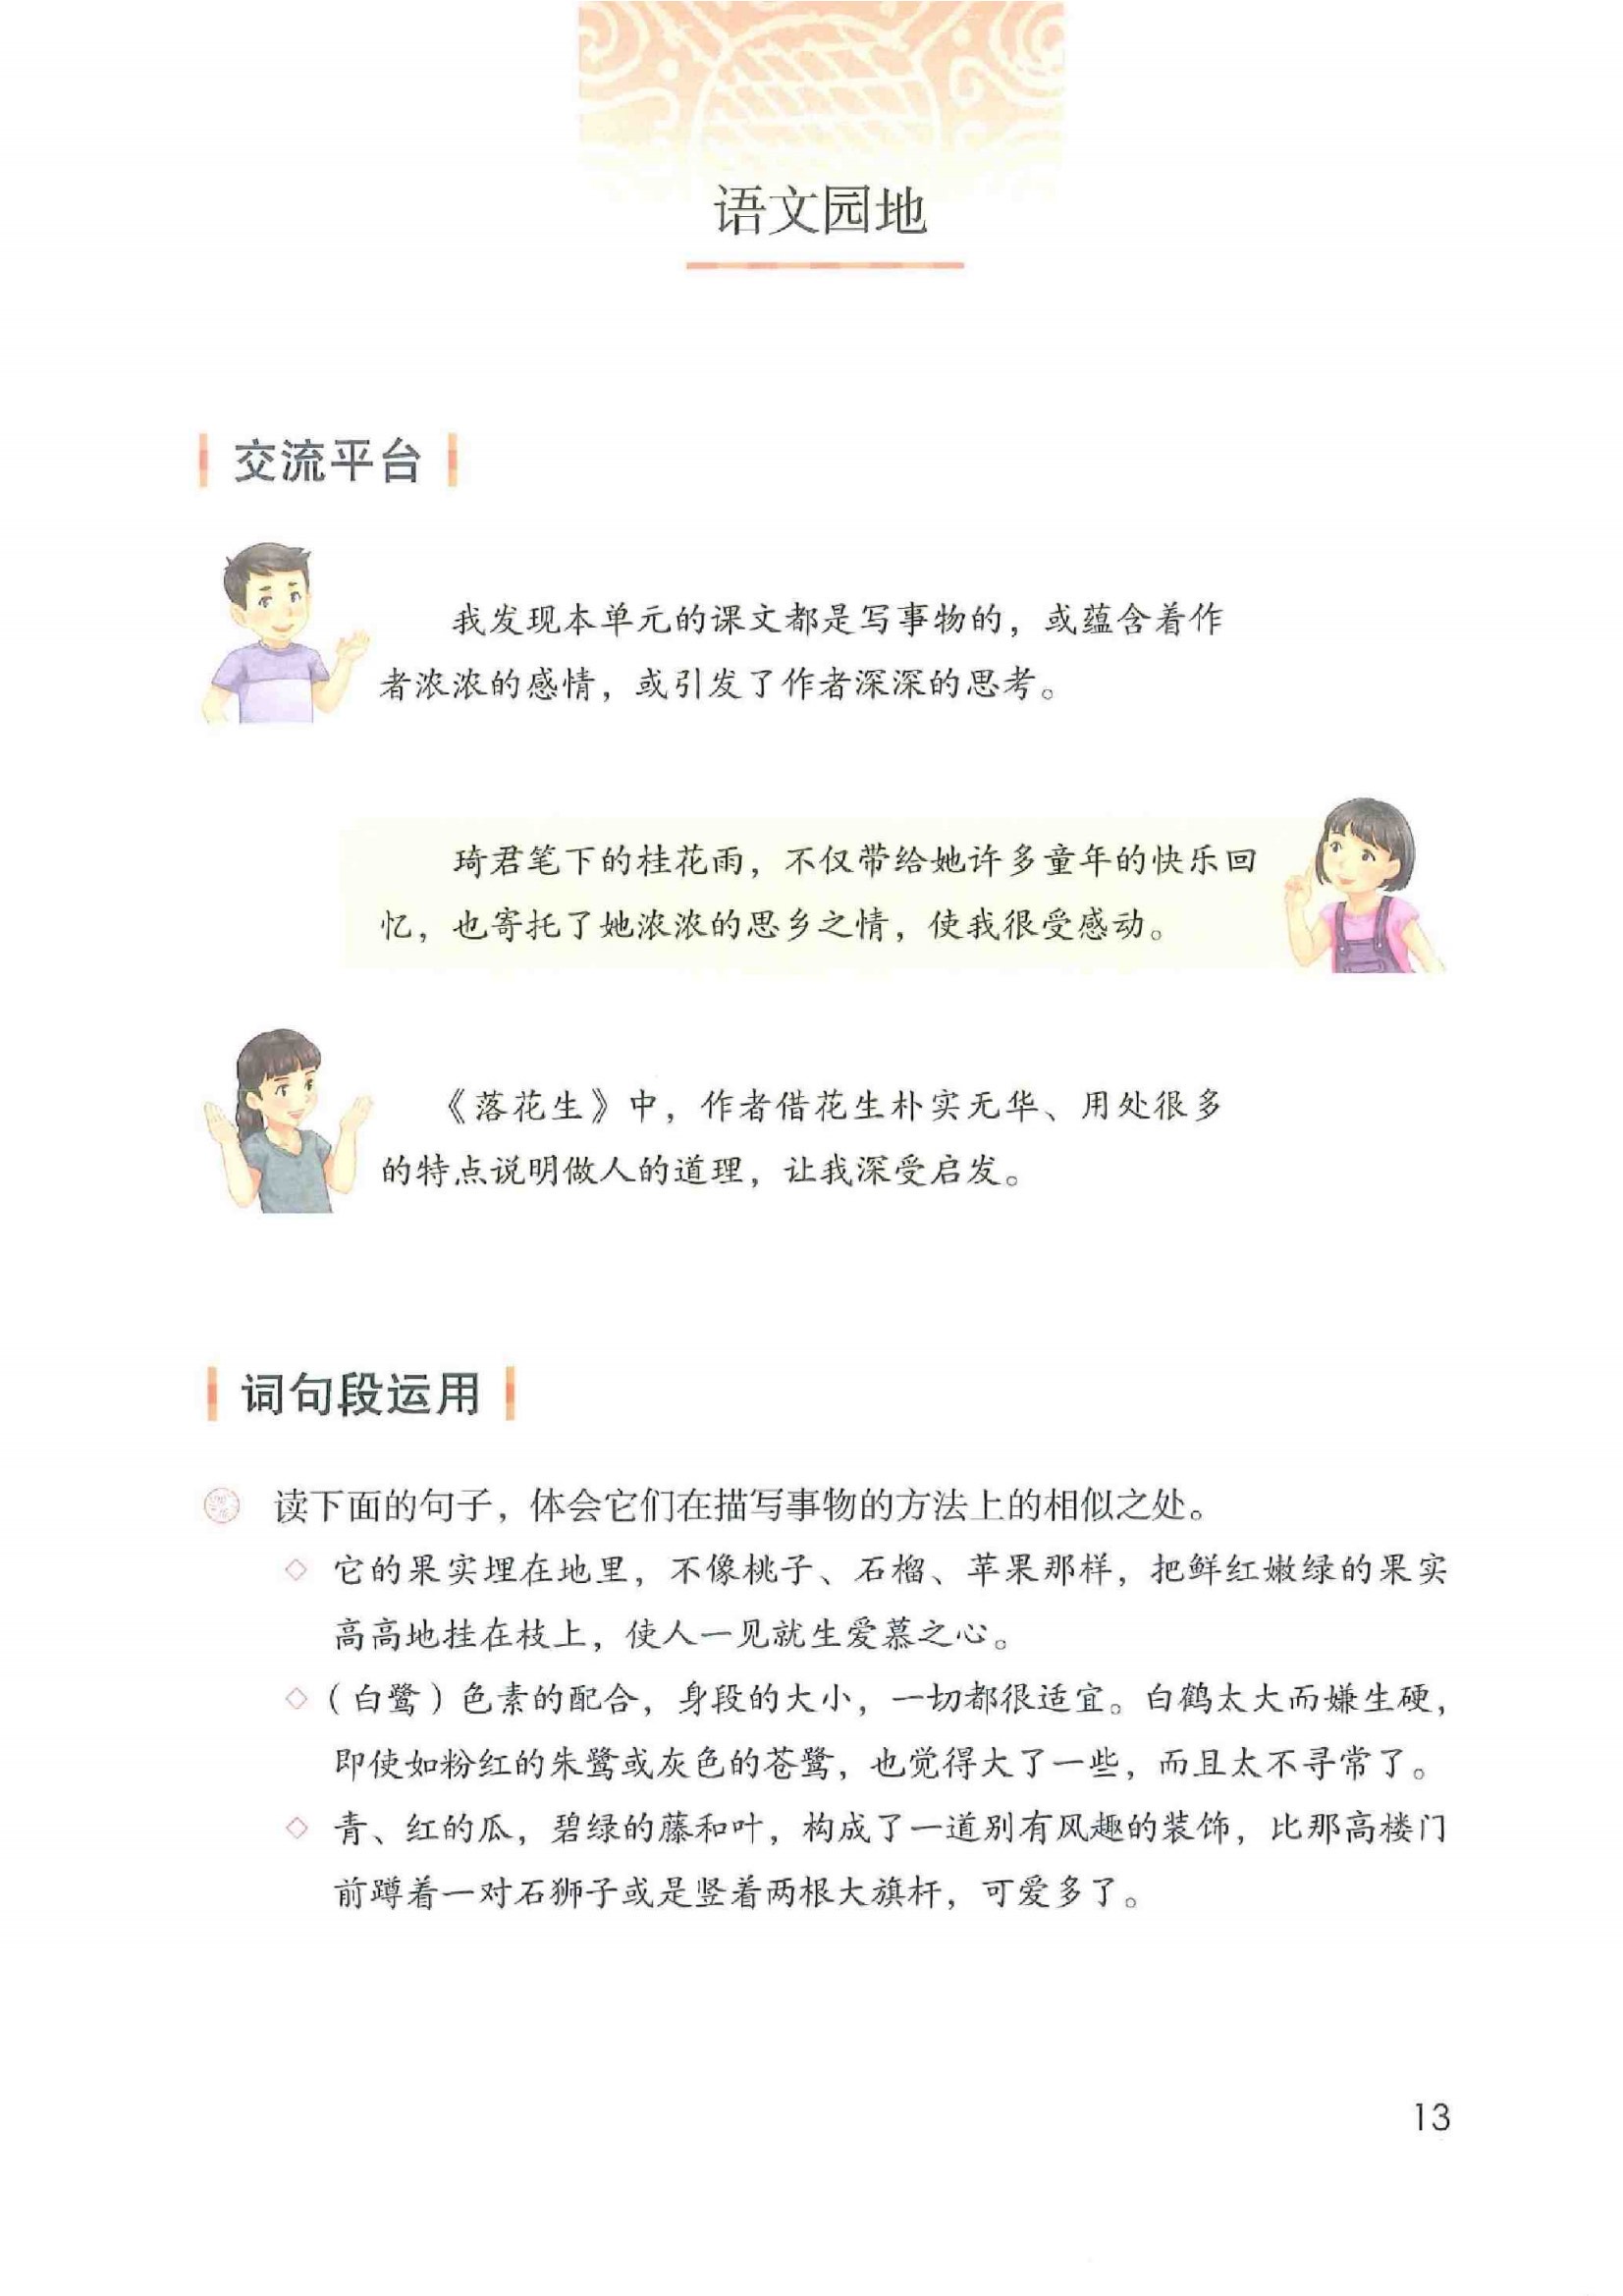 语文园地
交流平台
我发现本单元的课文都是写事物的，或蕴含着作
者浓浓的感情，或引发了作者深深的思考。
琦君笔下的桂花雨，不仅带给她许多童年的快乐回
忆，也寄托了她浓浓的思乡之情，使我很受感动。
《落花生》中，作者借花生朴实无华、用处很多
的特点说明做人的道理，让我深受启发。
词句段运用
读下面的句子，体会它们在描写事物的方法上的相似之处。
◇ 它的果实埋在地里，不像桃子、石榴、苹果那样，把鲜红嫩绿的果实
高高地挂在枝上，使人一见就生爱慕之心。
◇（白鹭）色素的配合，身段的大小，一切都很适宜。白鹤太大而嫌生硬，
即使如粉红的朱鹭或灰色的苍鹭，也觉得大了一些，而且太不寻常了。
◇ 青、红的瓜，碧绿的藤和叶，构成了一道别有风趣的装饰，比那高楼门
前蹲着一对石狮子或是竖着两根大旗杆，可爱多了。
13